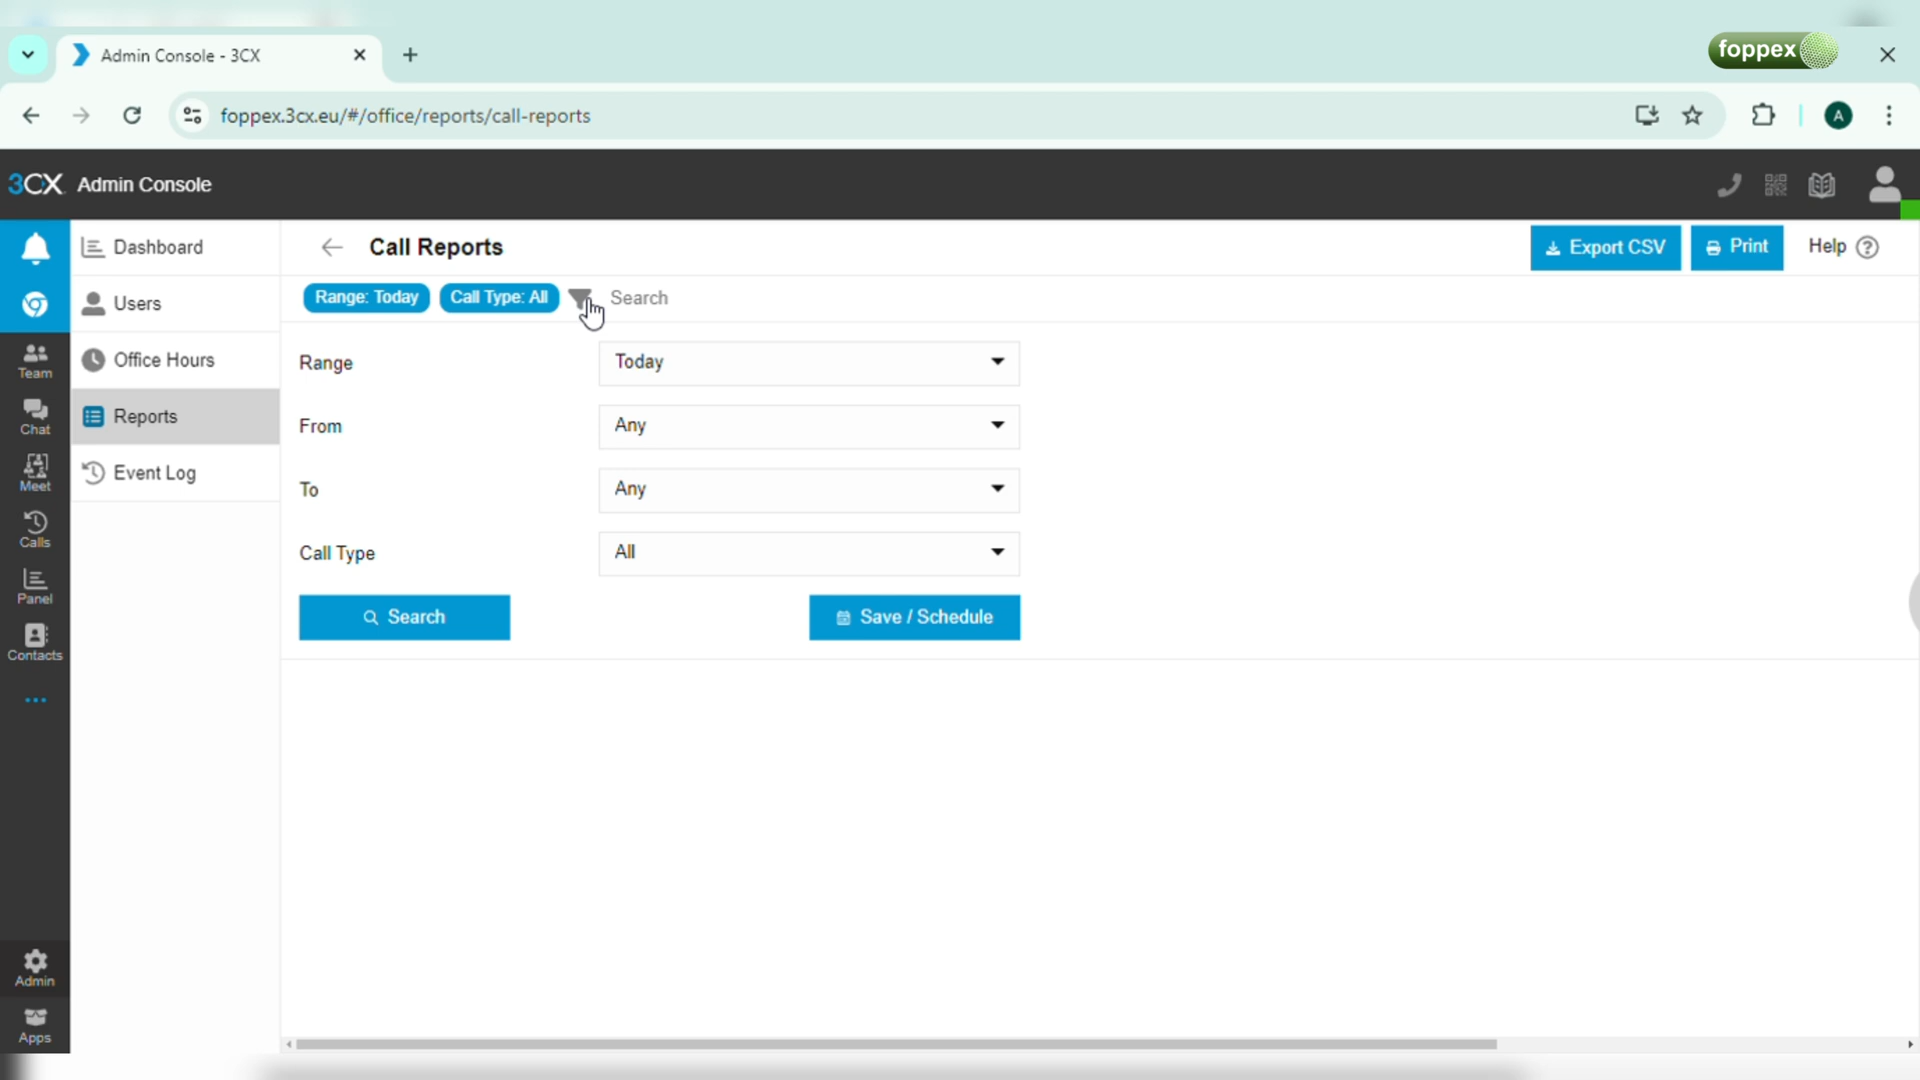 Admin Console - 3CX
foppex
foppex.3cx.eu/#/office/reports/call-reports
A
3CX Admin Console
Dashboard
Users
Office Hours
Reports
Event Log
Team
Chat
Meet
Calls
Panel
Contacts
Admin
Apps
Call Reports
Export CSV
Print
Help
Range: Today
Call Type: All
Search
Range
Today
From
Any
To
Any
Call Type
All
Search
Save / Schedule